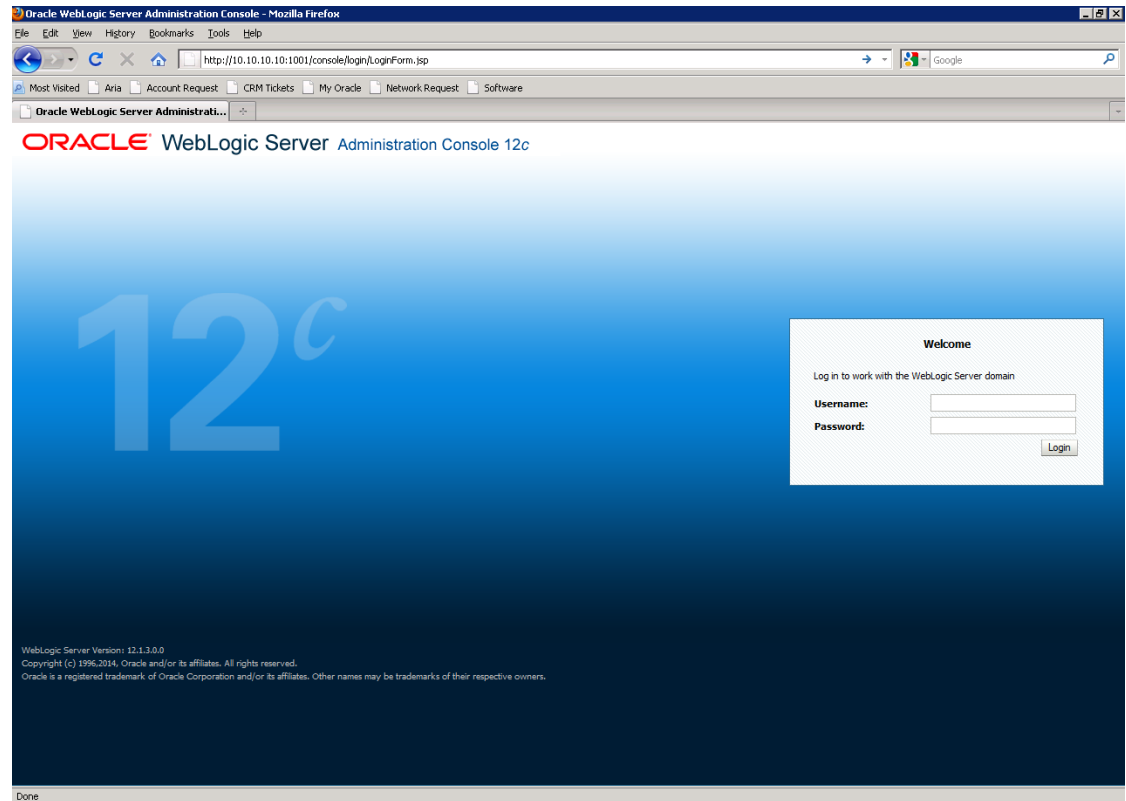 Oracle WebLogic Server Administration Console - Mozilla Firefox
File Edit View History Bookmarks Tools Help
http://10.10.10.10:1001/console/login/LoginForm.jsp
Google
Most Visited Aria Account Request CRM Tickets My Oracle Network Request Software
Oracle WebLogic Server Administrati...
ORACLE WebLogic Server Administration Console 12c
12c
Welcome
Log in to work with the WebLogic Server domain
Username:
Password:
Login
WebLogic Server Version: 12.1.3.0.0
Copyright (c) 1996,2014, Oracle and/or its affiliates. All rights reserved.
Oracle is a registered trademark of Oracle Corporation and/or its affiliates. Other names may be trademarks of their respective owners.
Done